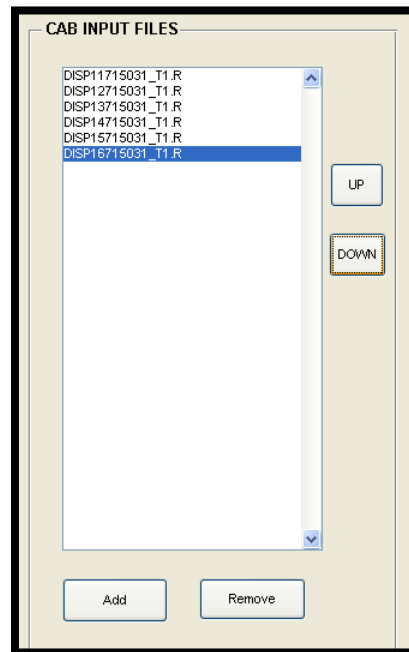 CAB INPUT FILES
DISP11715031_T1.R
DISP12715031_T1.R
DISP13715031_T1.R
DISP14715031_T1.R
DISP15715031_T1.R
DISP16715031_T1.R
UP
DOWN
Add
Remove